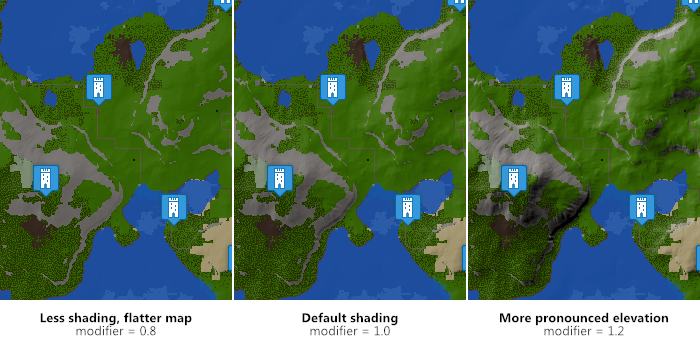 Less shading, flatter map
modifier = 0.8
Default shading
modifier = 1.0
More pronounced elevation
modifier = 1.2